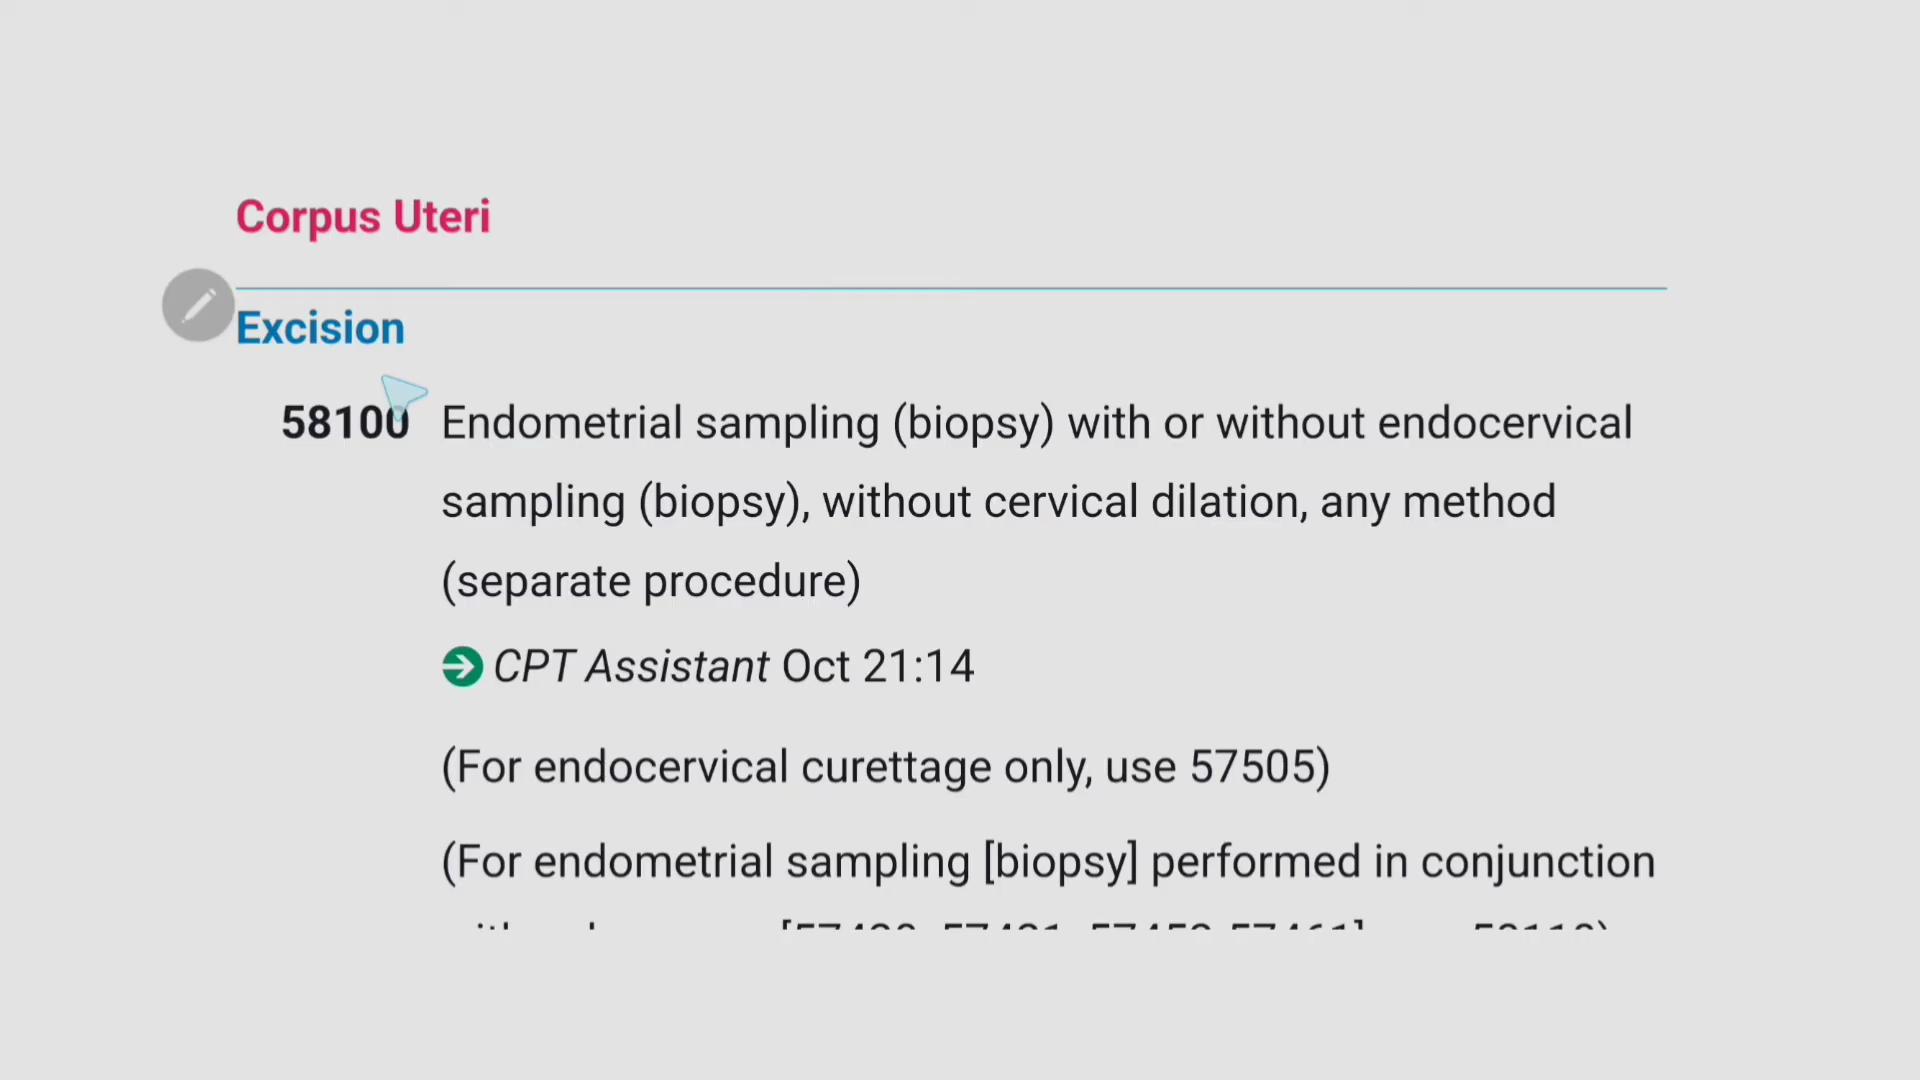 Corpus Uteri
Excision
58100 Endometrial sampling (biopsy) with or without endocervical
sampling (biopsy), without cervical dilation, any method
(separate procedure)
CPT Assistant Oct 21:14
(For endocervical curettage only, use 57505)
(For endometrial sampling [biopsy] performed in conjunction